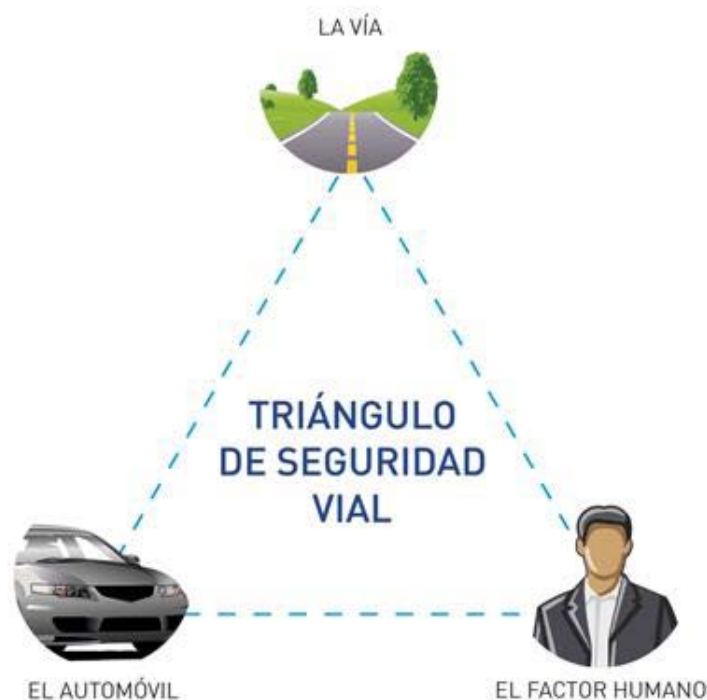 LA VÍA
TRIÁNGULO
DE SEGURIDAD
VIAL
EL AUTOMÓVIL
EL FACTOR HUMANO